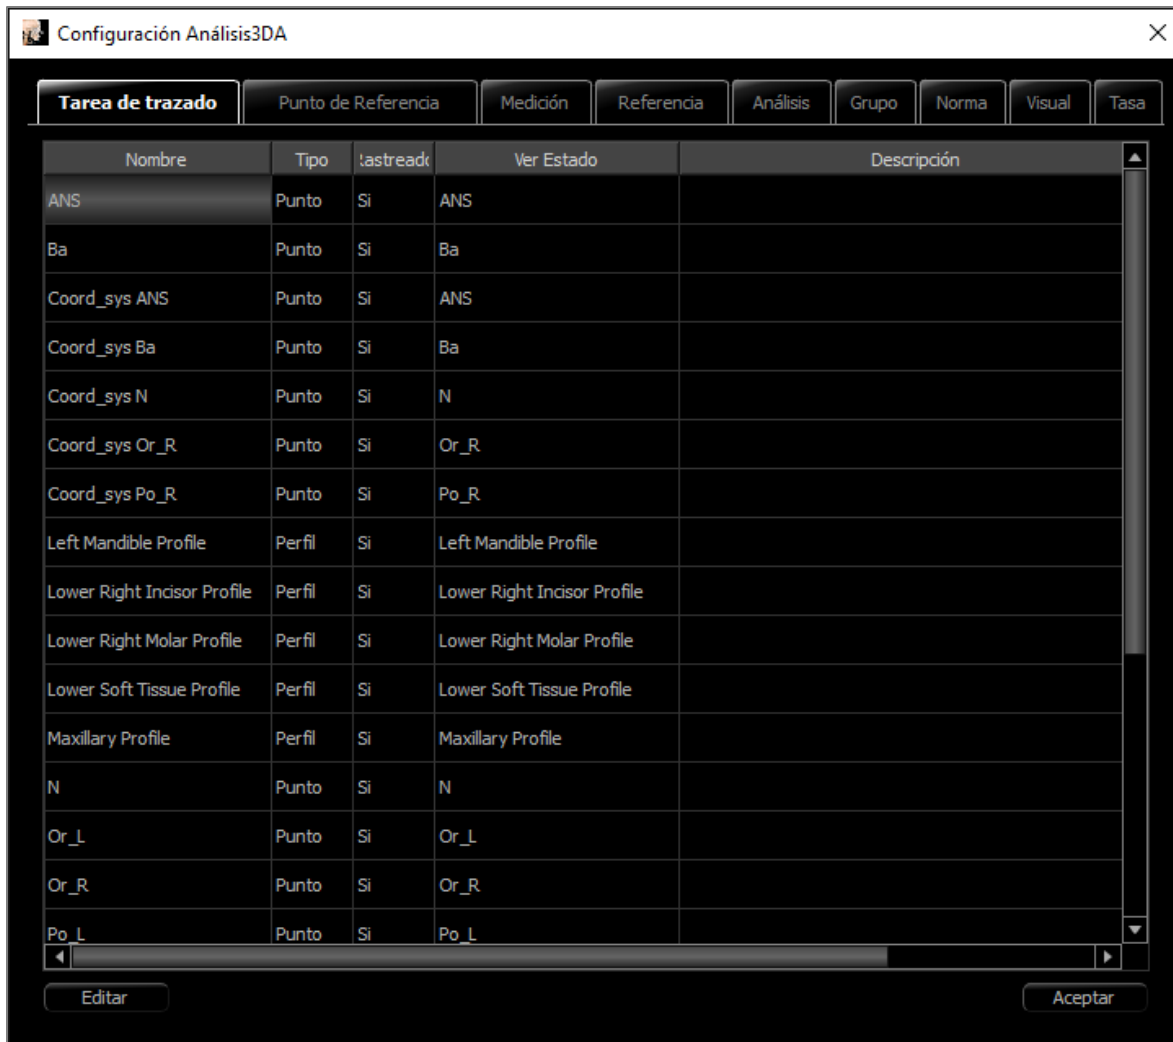 Configuración Análisis3DA
Tarea de trazado Punto de Referencia Medición Referencia Análisis Grupo Norma Visual Tasa
Nombre Tipo Ver Estado Descripción
ANS Punto Si ANS
Ba Punto Si Ba
Coord_sys ANS Punto Si ANS
Coord_sys Ba Punto Si Ba
Coord_sys N Punto Si N
Coord_sys Or_R Punto Si Or_R
Coord_sys Po_R Punto Si Po_R
Left Mandible Profile Perfil Si Left Mandible Profile
Lower Right Incisor Profile Perfil Si Lower Right Incisor Profile
Lower Right Molar Profile Perfil Si Lower Right Molar Profile
Lower Soft Tissue Profile Perfil Si Lower Soft Tissue Profile
Maxillary Profile Perfil Si Maxillary Profile
N Punto Si N
Or_L Punto Si Or_L
Or_R Punto Si Or_R
Po_L Punto Si Po_L
Editar Aceptar